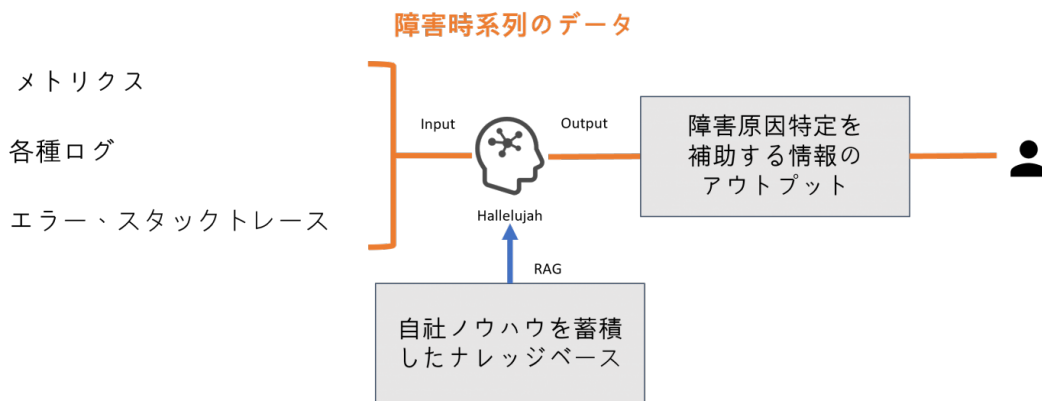 障害時系列のデータ
メトリクス
各種ログ
エラー、スタックトレース
Input
Hallelujah
Output
障害原因特定を
補助する情報の
アウトプット
RAG
自社ノウハウを蓄積
したナレッジベース